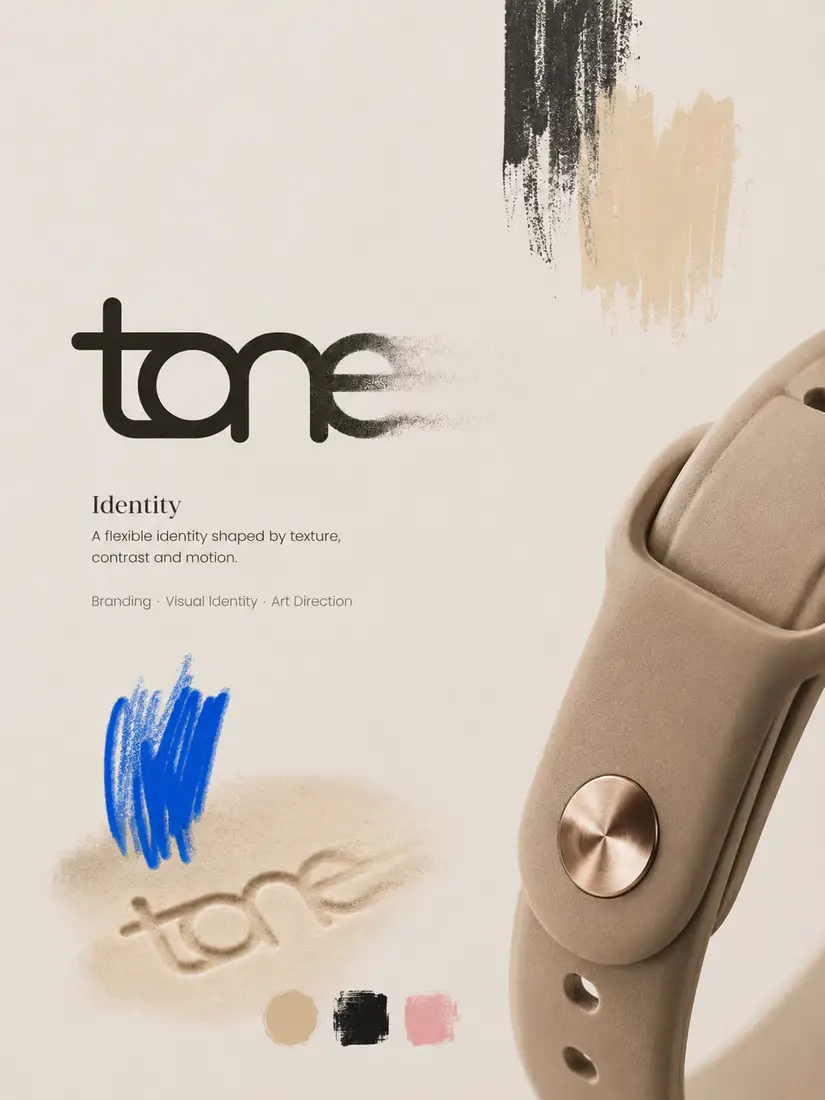 tone
Identity
A flexible identity shaped by texture,
contrast and motion.
Branding · Visual Identity · Art Direction
tone